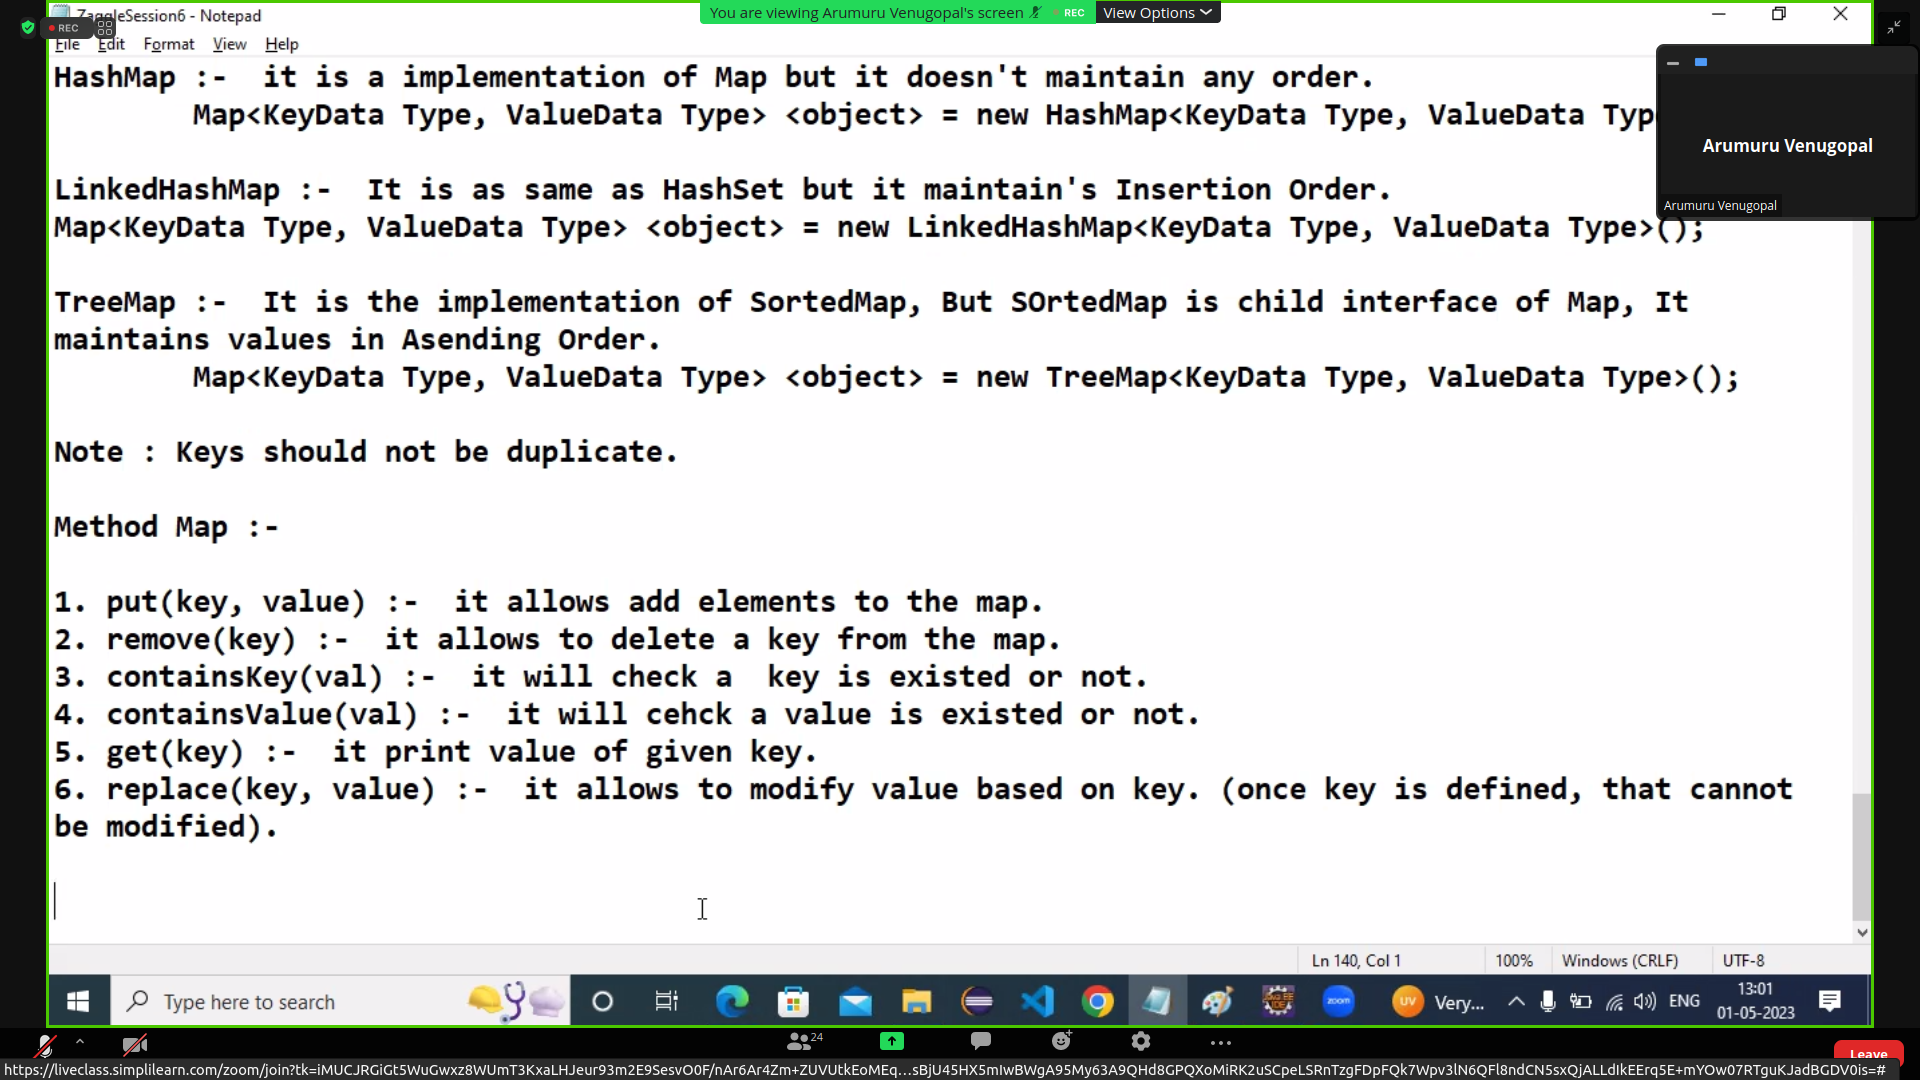 ZaggleSession6 - Notepad
You are viewing Arumuru Venugopal's screen REC View Options
REC
File Edit Format View Help
HashMap :-  it is a implementation of Map but it doesn't maintain any order.
Map<KeyData Type, ValueData Type> <object> = new HashMap<KeyData Type, ValueData Typ
Arumuru Venugopal
Arumuru Venugopal
LinkedHashMap :-  It is as same as HashSet but it maintain's Insertion Order.
Map<KeyData Type, ValueData Type> <object> = new LinkedHashMap<KeyData Type, ValueData Type>();
TreeMap :-  It is the implementation of SortedMap, But SOrtedMap is child interface of Map, It
maintains values in Asending Order.
Map<KeyData Type, ValueData Type> <object> = new TreeMap<KeyData Type, ValueData Type>();
Note : Keys should not be duplicate.
Method Map :-
1. put(key, value) :-  it allows add elements to the map.
2. remove(key) :-  it allows to delete a key from the map.
3. containsKey(val) :-  it will check a  key is existed or not.
4. containsValue(val) :-  it will cehck a value is existed or not.
5. get(key) :-  it print value of given key.
6. replace(key, value) :-  it allows to modify value based on key. (once key is defined, that cannot
be modified).
Ln 140, Col 1 100% Windows (CRLF) UTF-8
Type here to search
zoom
UV Very... ENG
13:01
01-05-2023
24
Leave
https://liveclass.simplilearn.com/zoom/join?tk=iMUCJRGiGt5WuGwxz8WUmT3KxaLHJeur93m2E9SesvO0F/nAr6Ar4Zm+ZUVUtkEoMEq...sBjU45HX5mIwBWgA95My63A9QHd8GPQXoMiRK2uSCpeLSRnTzgFDpFQk7Wpv3lN6QFl8ndCN5sxQjALLdIkEErq5E+mYOw07RTguKJadBGDV0is=#